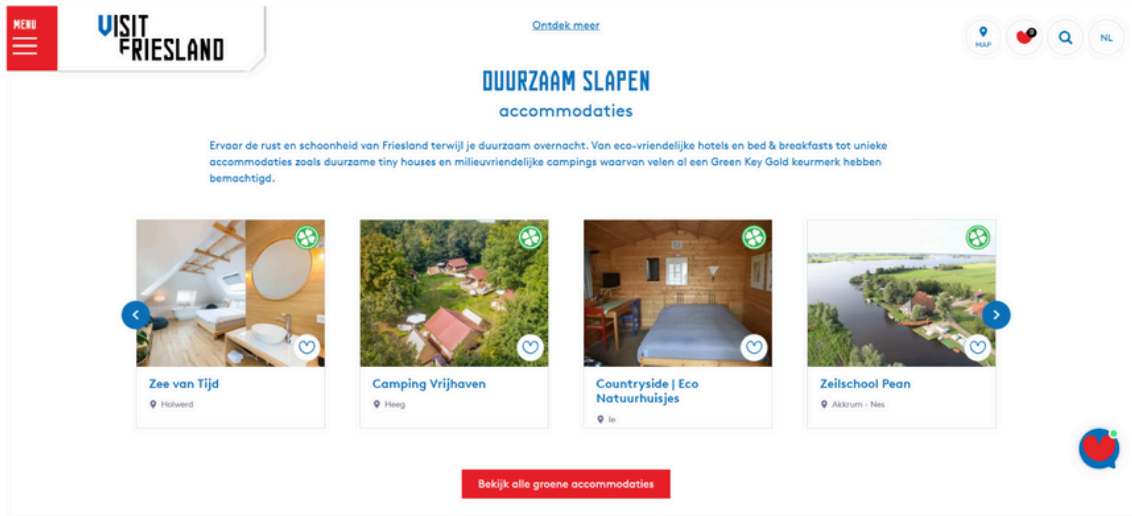 MENU
VISIT
FRIESLAND
Ontdek meer
MAP
0
NL
DUURZAAM SLAPEN
accommodaties
Ervaar de rust en schoonheid van Friesland terwijl je duurzaam overnacht. Van eco-vriendelijke hotels en bed & breakfasts tot unieke
accommodaties zoals duurzame tiny houses en milieuvriendelijke campings waarvan velen al een Green Key Gold keurmerk hebben
bemachtigd.
Zee van Tijd
Holwerd
Camping Vrijhaven
Heeg
Countryside | Eco
Natuurhuisjes
Ie
Zeilschool Pean
Akkrum - Nes
Bekijk alle groene accommodaties